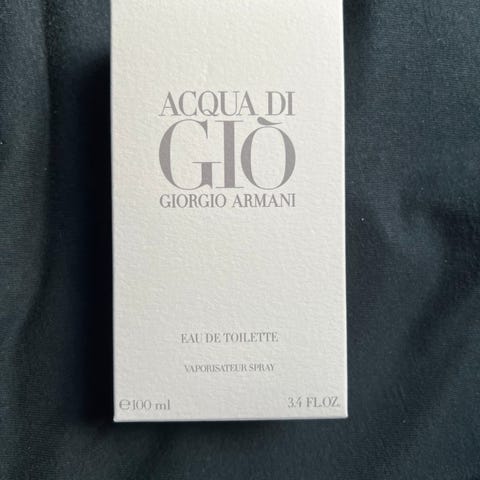 ACQUA DI
GIÒ
GIORGIO ARMANI
EAU DE TOILETTE
VAPORISATEUR SPRAY
℮100 ml 3.4 FL.OZ.